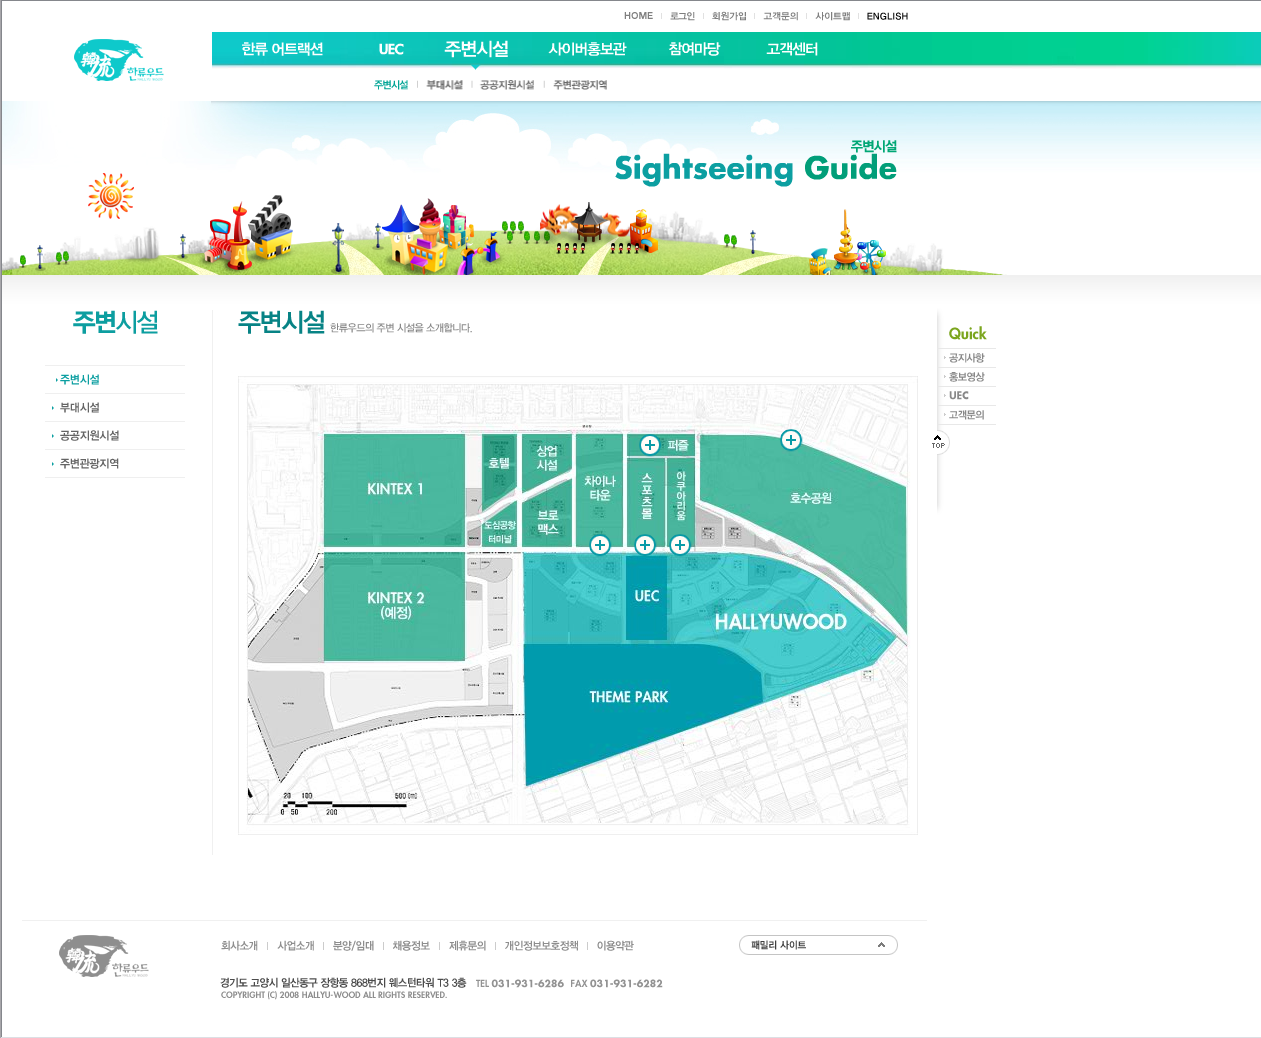 HOME 로그인 회원가입 고객문의 사이트맵 ENGLISH
韓流 한류우드
한류 어트랙션 UEC 주변시설 사이버홍보관 참여마당 고객센터
주변시설 부대시설 공공지원시설 주변관광지역
주변시설
Sightseeing Guide
주변시설
주변시설
부대시설
공공지원시설
주변관광지역
주변시설 한류우드의 주변 시설을 소개합니다.
KINTEX 1
호텔
상업
시설
차이나
타운
퍼즐
스포츠몰
아쿠아리움
호수공원
도심공항
터미널
브로
맥스
KINTEX 2
(예정)
UEC
HALLYUWOOD
THEME PARK
20 100 500 (m)
0 50 200
Quick
공지사항
홍보영상
UEC
고객문의
TOP
韓流 한류우드
회사소개 사업소개 분양/임대 채용정보 제휴문의 개인정보보호정책 이용약관
패밀리 사이트
경기도 고양시 일산동구 장항동 868번지 웨스턴타워 T3 3층 TEL 031-931-6286 FAX 031-931-6282
COPYRIGHT (C) 2008 HALLYU-WOOD ALL RIGHTS RESERVED.